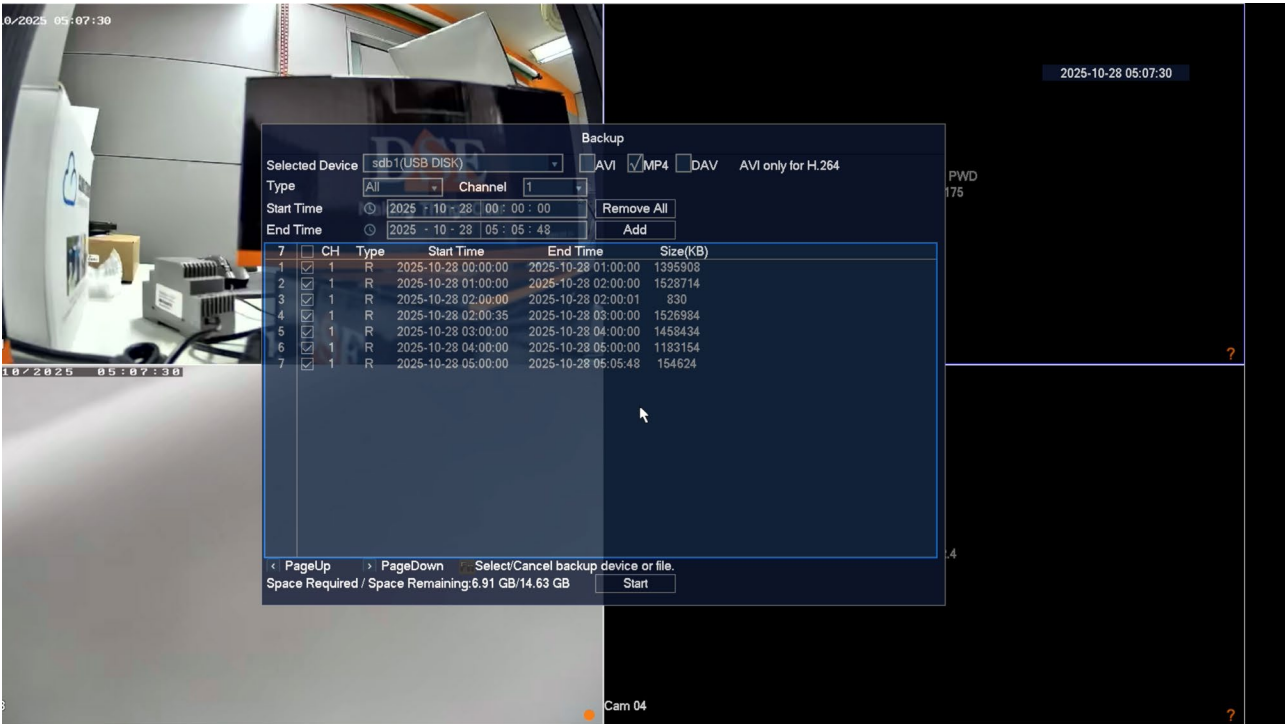 0/2025 05:07:30
2025-10-28 05:07:30
Backup
DSE
Selected Device sdb1(USB DISK) AVI MP4 DAV AVI only for H.264
PWD
175
Type All Channel 1
Start Time 2025 - 10 - 28 00 : 00 : 00 Remove All
End Time 2025 - 10 - 28 05 : 05 : 48 Add
7 CH Type Start Time End Time Size(KB)
1 1 R 2025-10-28 00:00:00 2025-10-28 01:00:00 1395908
2 1 R 2025-10-28 01:00:00 2025-10-28 02:00:00 1528714
3 1 R 2025-10-28 02:00:00 2025-10-28 02:00:01 830
4 1 R 2025-10-28 02:00:35 2025-10-28 03:00:00 1526984
5 1 R 2025-10-28 03:00:00 2025-10-28 04:00:00 1458434
6 1 R 2025-10-28 04:00:00 2025-10-28 05:00:00 1183154
7 1 R 2025-10-28 05:00:00 2025-10-28 05:05:48 154624
?
10/2025 05:07:30
.4
< PageUp > PageDown Select/Cancel backup device or file.
Space Required / Space Remaining:6.91 GB/14.63 GB Start
Cam 04
?